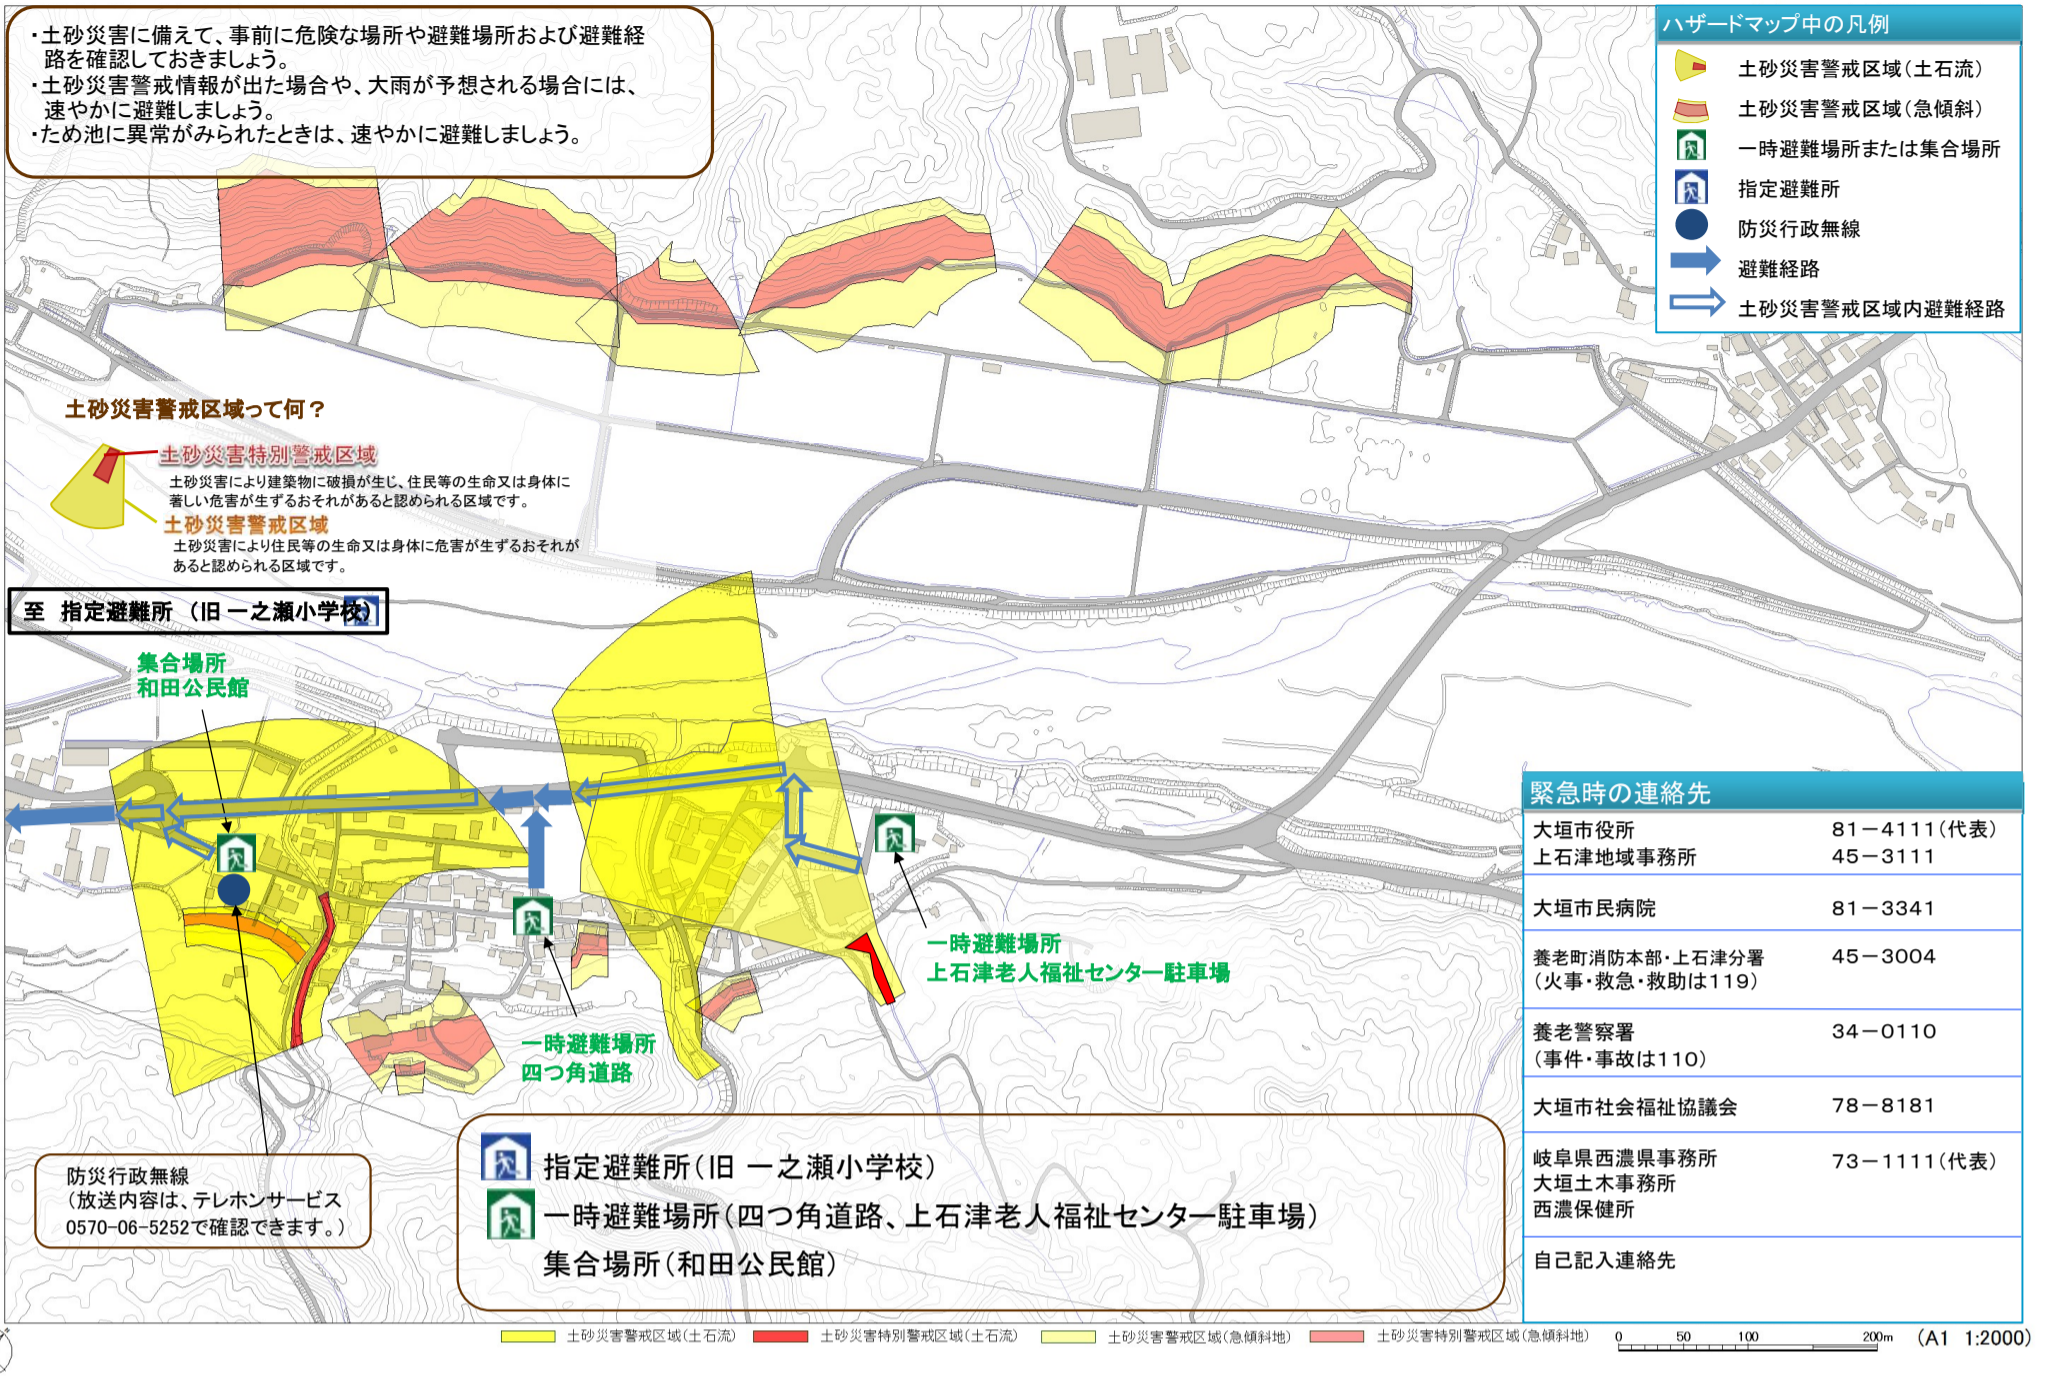 ・土砂災害に備えて、事前に危険な場所や避難場所および避難経
路を確認しておきましょう。
・土砂災害警戒情報が出た場合や、大雨が予想される場合には、
速やかに避難しましょう。
・ため池に異常がみられたときは、速やかに避難しましょう。
ハザードマップ中の凡例
土砂災害警戒区域(土石流)
土砂災害警戒区域(急傾斜)
一時避難場所または集合場所
指定避難所
防災行政無線
避難経路
土砂災害警戒区域内避難経路
土砂災害警戒区域って何？
土砂災害特別警戒区域
土砂災害により建築物に破損が生じ、住民等の生命又は身体に
著しい危害が生ずるおそれがあると認められる区域です。
土砂災害警戒区域
土砂災害により住民等の生命又は身体に危害が生ずるおそれが
あると認められる区域です。
至 指定避難所 （旧 一之瀬小学校）
集合場所
和田公民館
一時避難場所
上石津老人福祉センター駐車場
一時避難場所
四つ角道路
防災行政無線
（放送内容は、テレホンサービス
0570-06-5252で確認できます。）
指定避難所（旧 一之瀬小学校）
一時避難場所（四つ角道路、上石津老人福祉センター駐車場）
集合場所（和田公民館）
緊急時の連絡先
大垣市役所 81－4111(代表)
上石津地域事務所 45－3111
大垣市民病院 81－3341
養老町消防本部・上石津分署 45－3004
（火事・救急・救助は119）
養老警察署 34－0110
（事件・事故は110）
大垣市社会福祉協議会 78－8181
岐阜県西濃県事務所 73－1111(代表)
大垣土木事務所
西濃保健所
自己記入連絡先
土砂災害警戒区域(土石流) 土砂災害特別警戒区域(土石流) 土砂災害警戒区域(急傾斜地) 土砂災害特別警戒区域(急傾斜地)
0 50 100 200m （A1 1:2000）